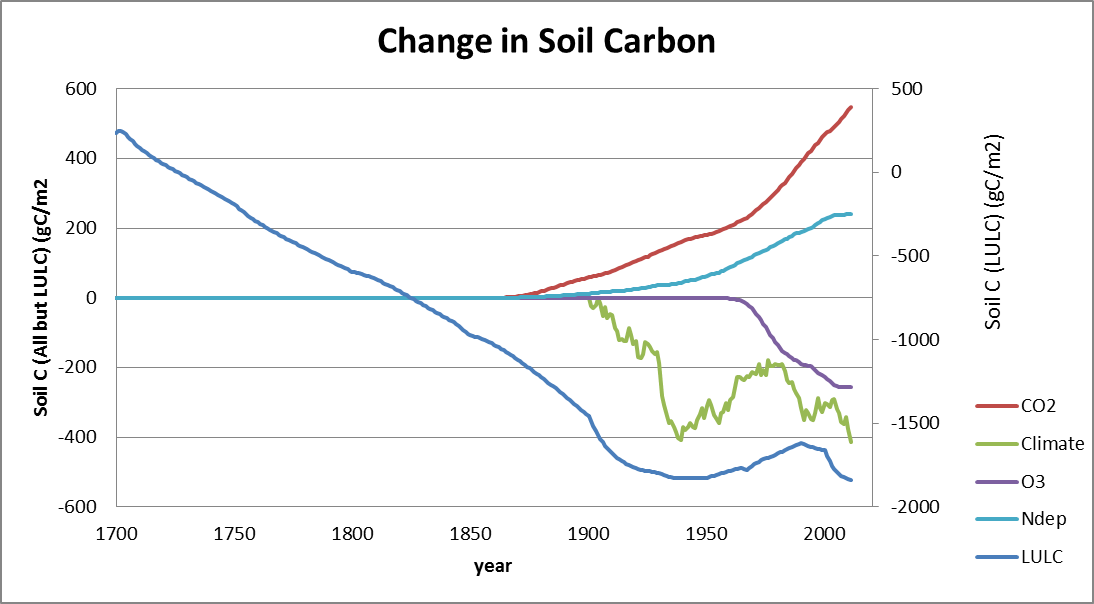 Change in Soil Carbon
Soil C (All but LULC) (gC/m2
600
400
200
0
-200
-400
-600
500
0
-500
-1000
-1500
-2000
Soil C (LULC) (gC/m2)
1700 1750 1800 1850 1900 1950 2000
year
CO2
Climate
O3
Ndep
LULC